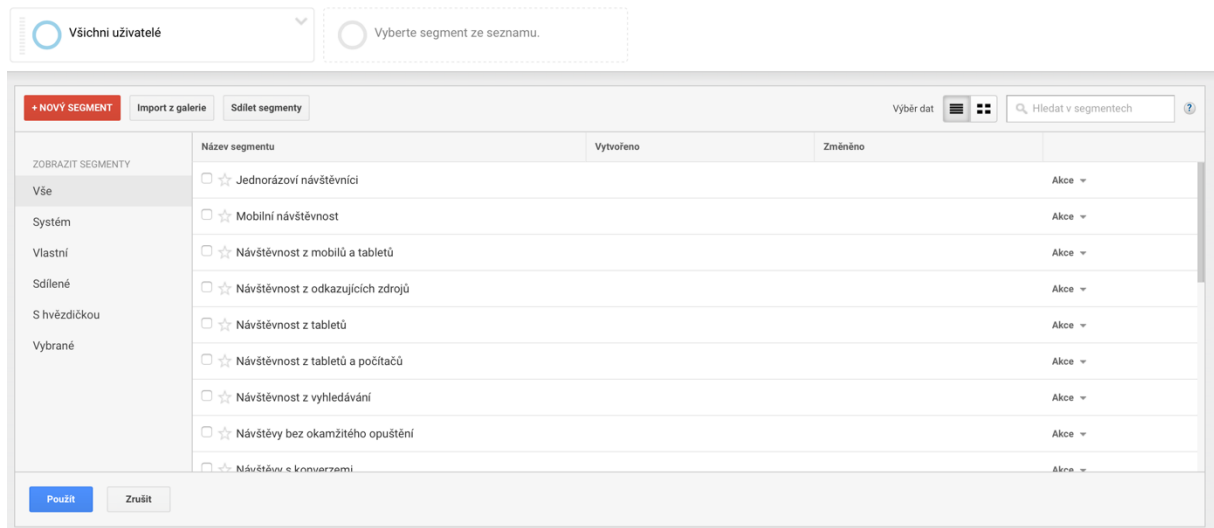 Všichni uživatelé
Vyberte segment ze seznamu.
+ NOVÝ SEGMENT Import z galerie Sdílet segmenty Výběr dat Hledat v segmentech ?
ZOBRAZIT SEGMENTY
Vše
Systém
Vlastní
Sdílené
S hvězdičkou
Vybrané
Název segmentu Vytvořeno Změněno
Jednorázoví návštěvníci Akce
Mobilní návštěvnost Akce
Návštěvnost z mobilů a tabletů Akce
Návštěvnost z odkazujících zdrojů Akce
Návštěvnost z tabletů Akce
Návštěvnost z tabletů a počítačů Akce
Návštěvnost z vyhledávání Akce
Návštěvy bez okamžitého opuštění Akce
Návštěvy s konverzemi Akce
Použít Zrušit